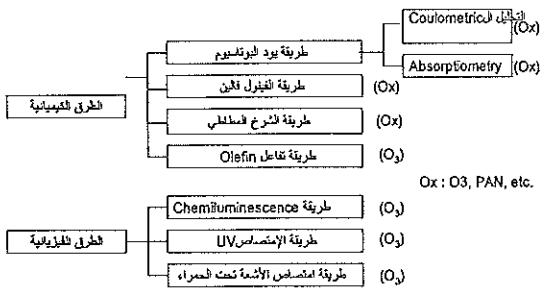 التحليل الCoulometric (Ox)
طريقة يود البوتاسيوم
Absorptiometry (Ox)
طريقة الفينول فثالين (Ox)
الطرق الكيميائية
طريقة الشرخ المطاطي (Ox)
طريقة تفاعل Olefin (O₃)
Ox : O3, PAN, etc.
طريقة Chemiluminescence (O₃)
الطرق الفيزيائية
طريقة الإمتصاص UV (O₃)
طريقة امتصاص الأشعة تحت الحمراء (O₃)